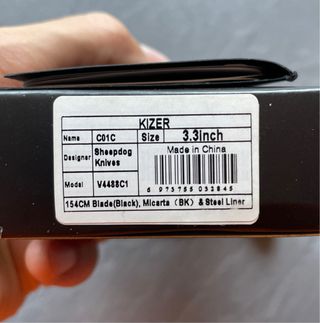 KIZER
Name C01C Size 3.3inch
Designer Sheepdog Knives Made in China
Model V4488C1 6 973755 032845
154CM Blade(Black), Micarta (BK) & Steel Liner